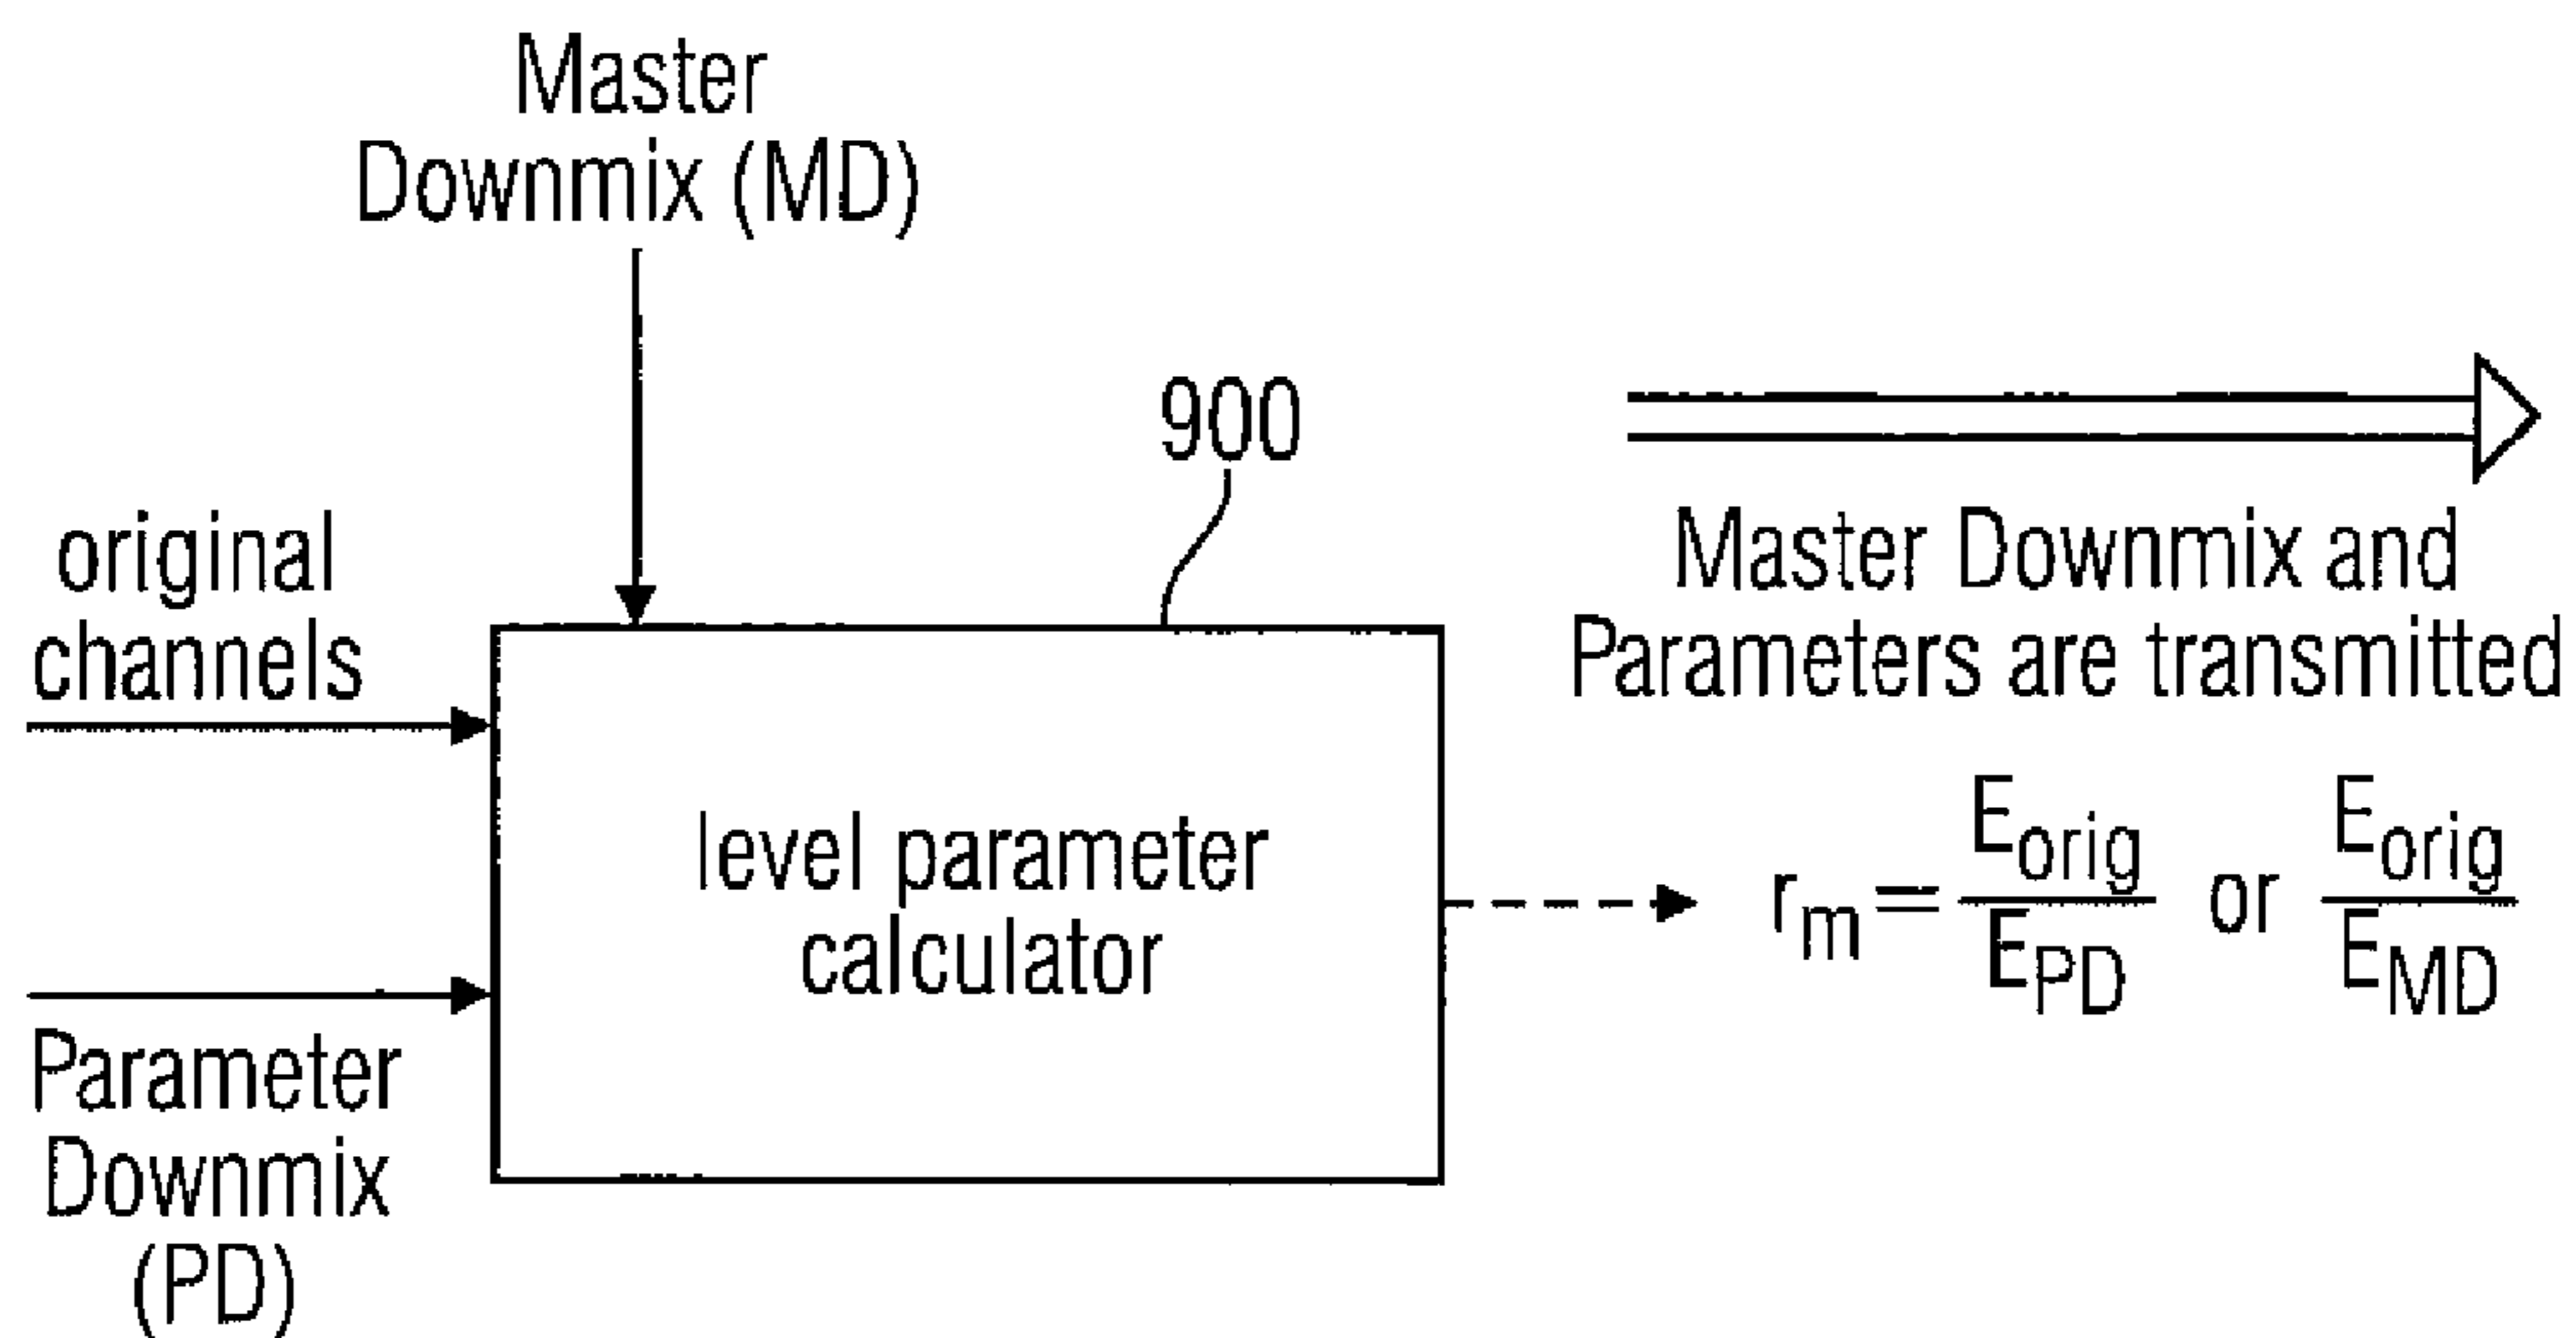 Master
Downmix (MD)
900
original
channels
Master Downmix and
Parameters are transmitted
level parameter
calculator
r_m = E_orig / E_PD or E_orig / E_MD
Parameter
Downmix
(PD)